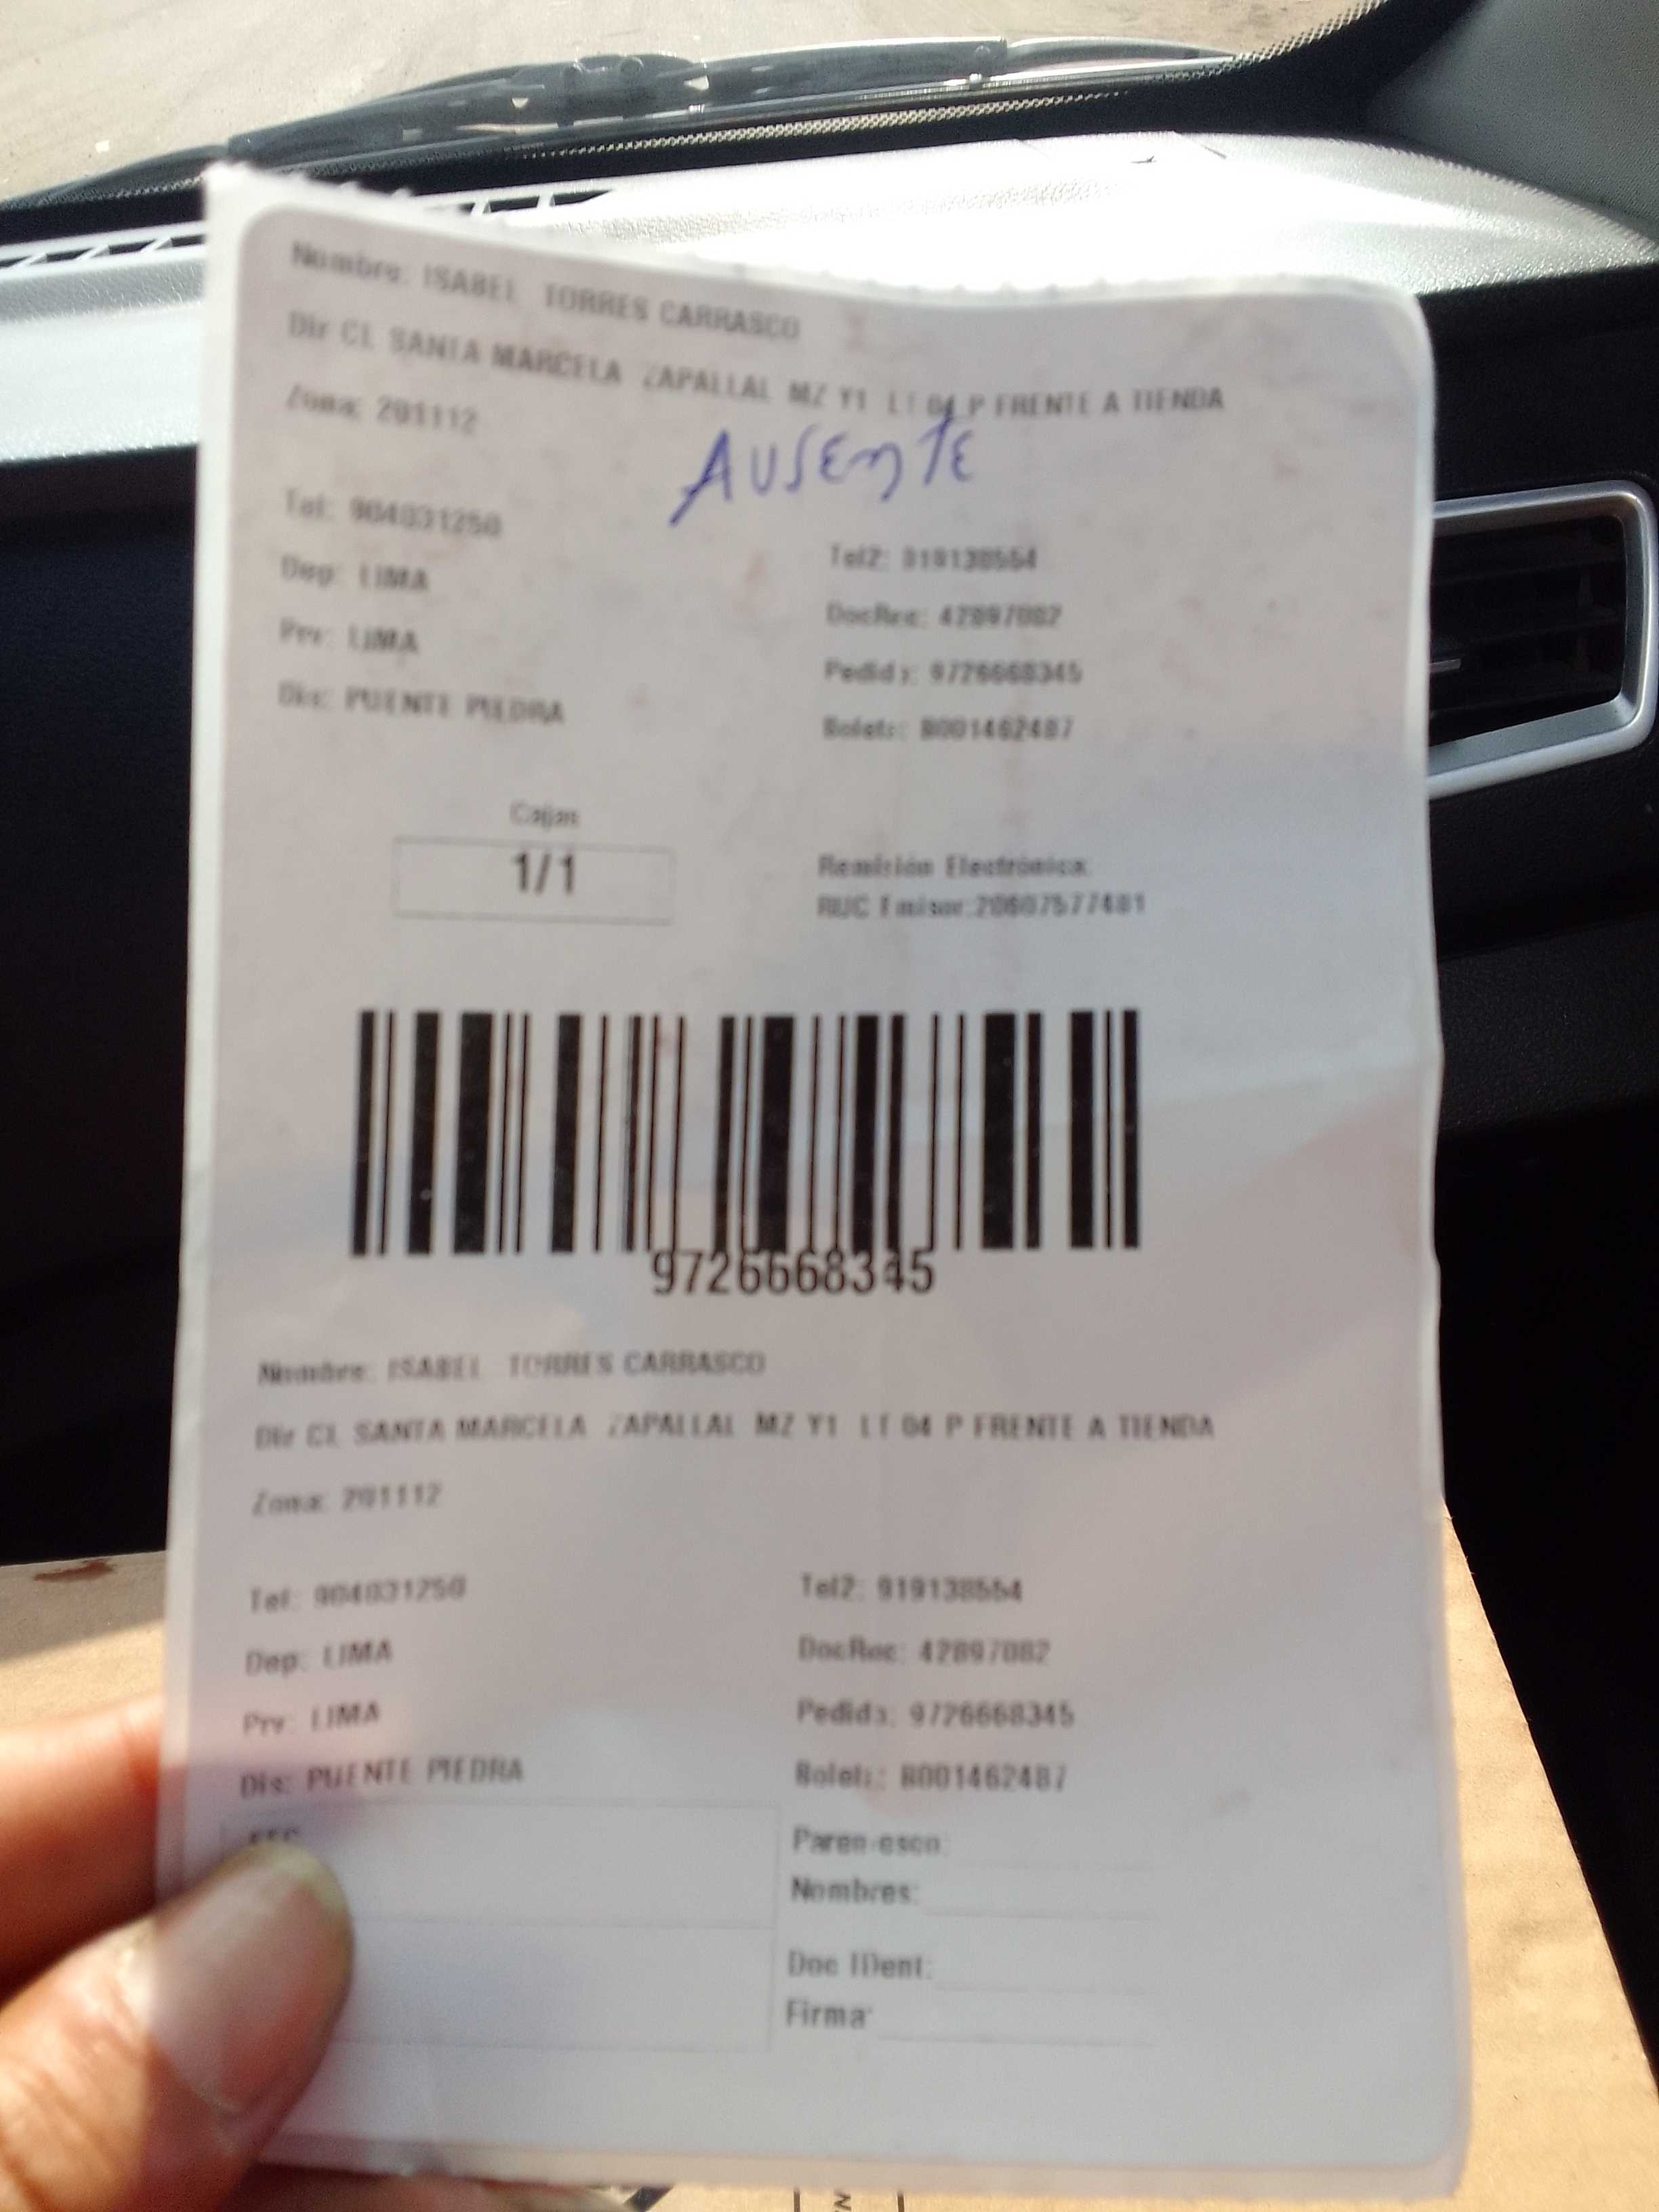 Nombre: ISABEL TORRES CARRASCO
Dir CL SANTA MARCELA ZAPALLAL MZ Y1 LT 04 P FRENTE A TIENDA
Zona: 201112
AUSENTE
Tel: 904031250
Tel2: 919138554
Dep: LIMA
DocRec: 42897082
Prv: LIMA
Pedido: 9726668345
Dis: PUENTE PIEDRA
Boleta: B001462487
Cajas
1/1
Remisión Electrónica:
RUC Emisor:20607577481
9726668345
Nombre: ISABEL TORRES CARRASCO
Dir CL SANTA MARCELA ZAPALLAL MZ Y1 LT 04 P FRENTE A TIENDA
Zona: 201112
Tel: 904031250
Tel2: 919138554
Dep: LIMA
DocRec: 42897082
Prv: LIMA
Pedido: 9726668345
Dis: PUENTE PIEDRA
Boleta: B001462487
Parentesco:
Nombres:
Doc IDent:
Firma: